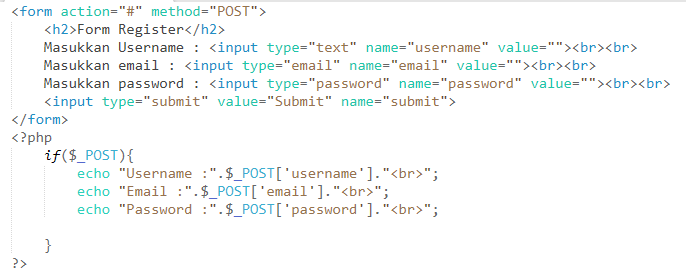 <form action="#" method="POST">
<h2>Form Register</h2>
Masukkan Username : <input type="text" name="username" value=""><br><br>
Masukkan email : <input type="email" name="email" value=""><br><br>
Masukkan password : <input type="password" name="password" value=""><br><br>
<input type="submit" value="Submit" name="submit">
</form>
<?php
if($_POST){
echo "Username :".$_POST['username']."<br>";
echo "Email :".$_POST['email']."<br>";
echo "Password :".$_POST['password']."<br>";
}
?>